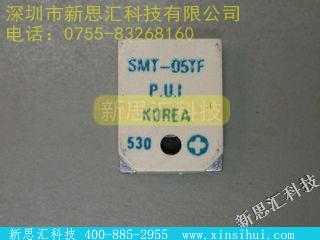 深圳市新思汇科技有限公司
电话：0755-83268160
SMT-05TF
P.U.I
KOREA
530
新思汇科技
新思汇科技
新思汇科技 400-885-2955 www.xinsihui.com